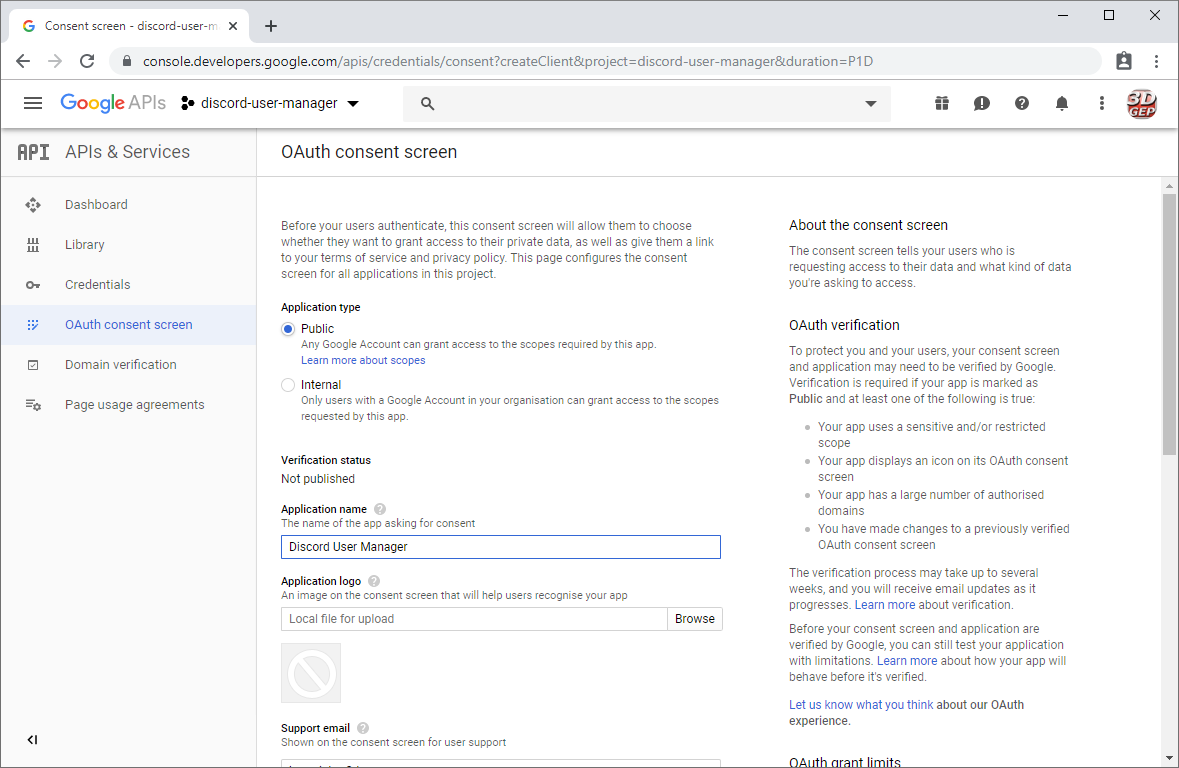 Consent screen - discord-user-m
console.developers.google.com/apis/credentials/consent?createClient&project=discord-user-manager&duration=P1D
Google APIs
discord-user-manager
3D
GEP
API
APIs & Services
OAuth consent screen
Dashboard
Library
Credentials
OAuth consent screen
Domain verification
Page usage agreements
Before your users authenticate, this consent screen will allow them to choose
whether they want to grant access to their private data, as well as give them a link
to your terms of service and privacy policy. This page configures the consent
screen for all applications in this project.
Application type
Public
Any Google Account can grant access to the scopes required by this app.
Learn more about scopes
Internal
Only users with a Google Account in your organisation can grant access to the scopes
requested by this app.
Verification status
Not published
Application name
The name of the app asking for consent
Discord User Manager
Application logo
An image on the consent screen that will help users recognise your app
Local file for upload
Browse
Support email
Shown on the consent screen for user support
About the consent screen
The consent screen tells your users who is
requesting access to their data and what kind of data
you're asking to access.
OAuth verification
To protect you and your users, your consent screen
and application may need to be verified by Google.
Verification is required if your app is marked as
Public and at least one of the following is true:
Your app uses a sensitive and/or restricted
scope
Your app displays an icon on its OAuth consent
screen
Your app has a large number of authorised
domains
You have made changes to a previously verified
OAuth consent screen
The verification process may take up to several
weeks, and you will receive email updates as it
progresses. Learn more about verification.
Before your consent screen and application are
verified by Google, you can still test your application
with limitations. Learn more about how your app will
behave before it's verified.
Let us know what you think about our OAuth
experience.
OAuth grant limits